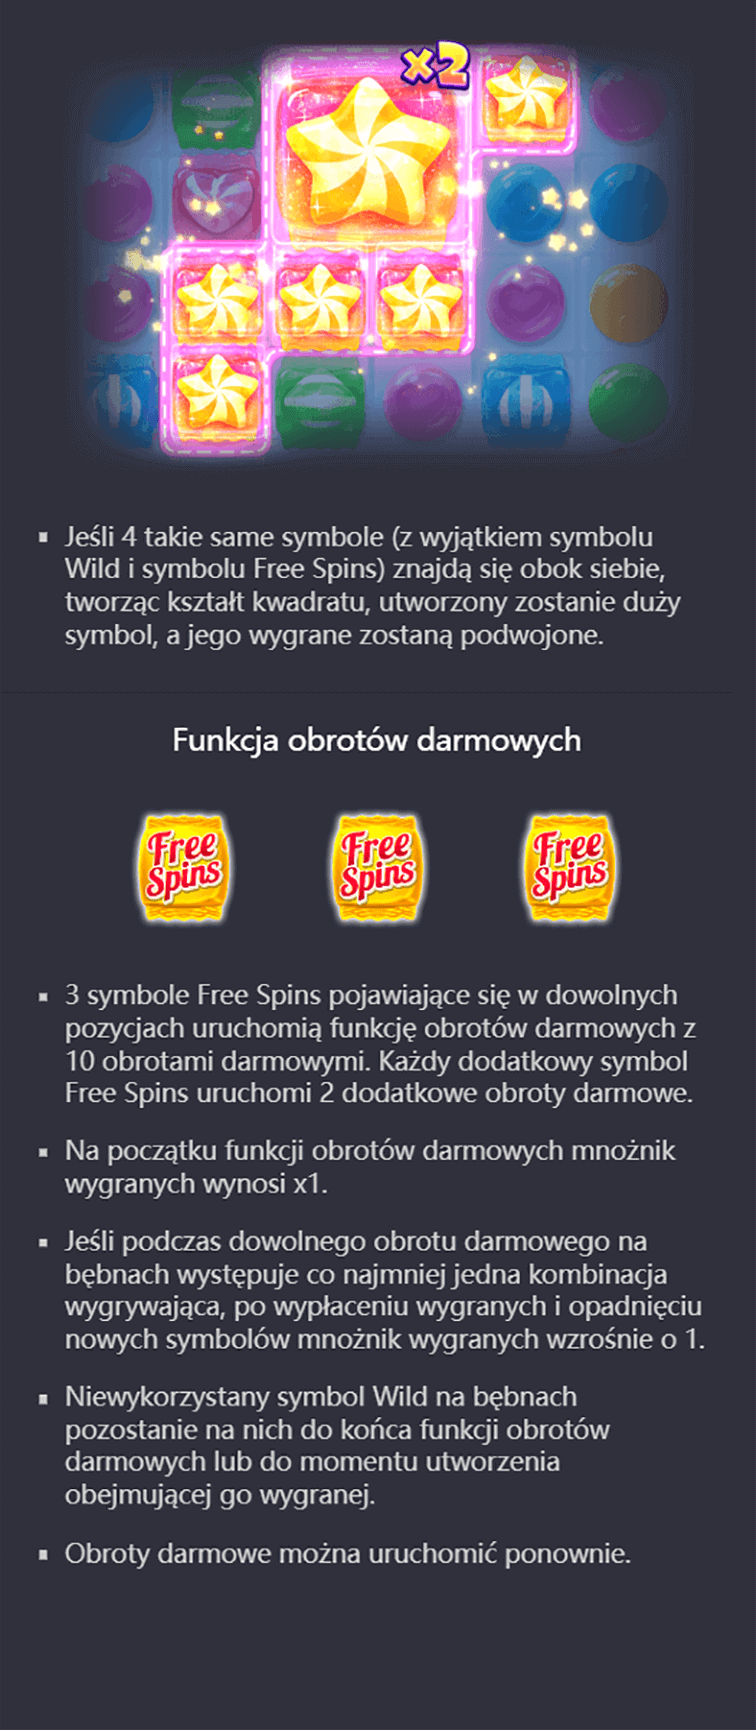 x2
▪ Jeśli 4 takie same symbole (z wyjątkiem symbolu
Wild i symbolu Free Spins) znajdą się obok siebie,
tworząc kształt kwadratu, utworzony zostanie duży
symbol, a jego wygrane zostaną podwojone.
Funkcja obrotów darmowych
Free Free Free
Spins Spins Spins
▪ 3 symbole Free Spins pojawiające się w dowolnych
pozycjach uruchomią funkcję obrotów darmowych z
10 obrotami darmowymi. Każdy dodatkowy symbol
Free Spins uruchomi 2 dodatkowe obroty darmowe.
▪ Na początku funkcji obrotów darmowych mnożnik
wygranych wynosi x1.
▪ Jeśli podczas dowolnego obrotu darmowego na
bębnach występuje co najmniej jedna kombinacja
wygrywająca, po wypłaceniu wygranych i opadnięciu
nowych symbolów mnożnik wygranych wzrośnie o 1.
▪ Niewykorzystany symbol Wild na bębnach
pozostanie na nich do końca funkcji obrotów
darmowych lub do momentu utworzenia
obejmującej go wygranej.
▪ Obroty darmowe można uruchomić ponownie.